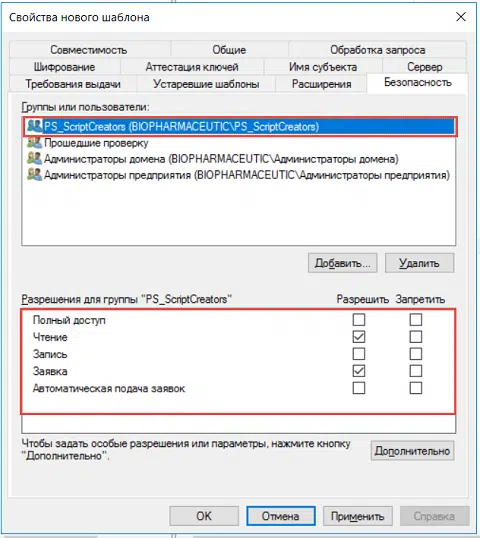 Свойства нового шаблона
Совместимость Общие Обработка запроса
Шифрование Аттестация ключей Имя субъекта Сервер
Требования выдачи Устаревшие шаблоны Расширения Безопасность
Группы или пользователи:
PS_ScriptCreators (BIOPHARMACEUTIC\PS_ScriptCreators)
Прошедшие проверку
Администраторы домена (BIOPHARMACEUTIC\Администраторы домена)
Администраторы предприятия (BIOPHARMACEUTIC\Администраторы предприятия)
Добавить... Удалить
Разрешения для группы "PS_ScriptCreators" Разрешить Запретить
Полный доступ
Чтение
Запись
Заявка
Автоматическая подача заявок
Чтобы задать особые разрешения или параметры, нажмите кнопку
"Дополнительно".
Дополнительно
OK Отмена Применить Справка